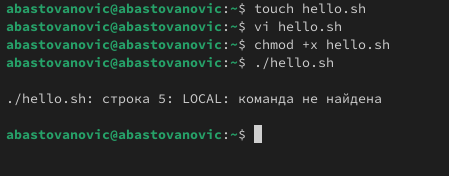 abastovanovic@abastovanovic:~$ touch hello.sh
abastovanovic@abastovanovic:~$ vi hello.sh
abastovanovic@abastovanovic:~$ chmod +x hello.sh
abastovanovic@abastovanovic:~$ ./hello.sh
./hello.sh: строка 5: LOCAL: команда не найдена
abastovanovic@abastovanovic:~$